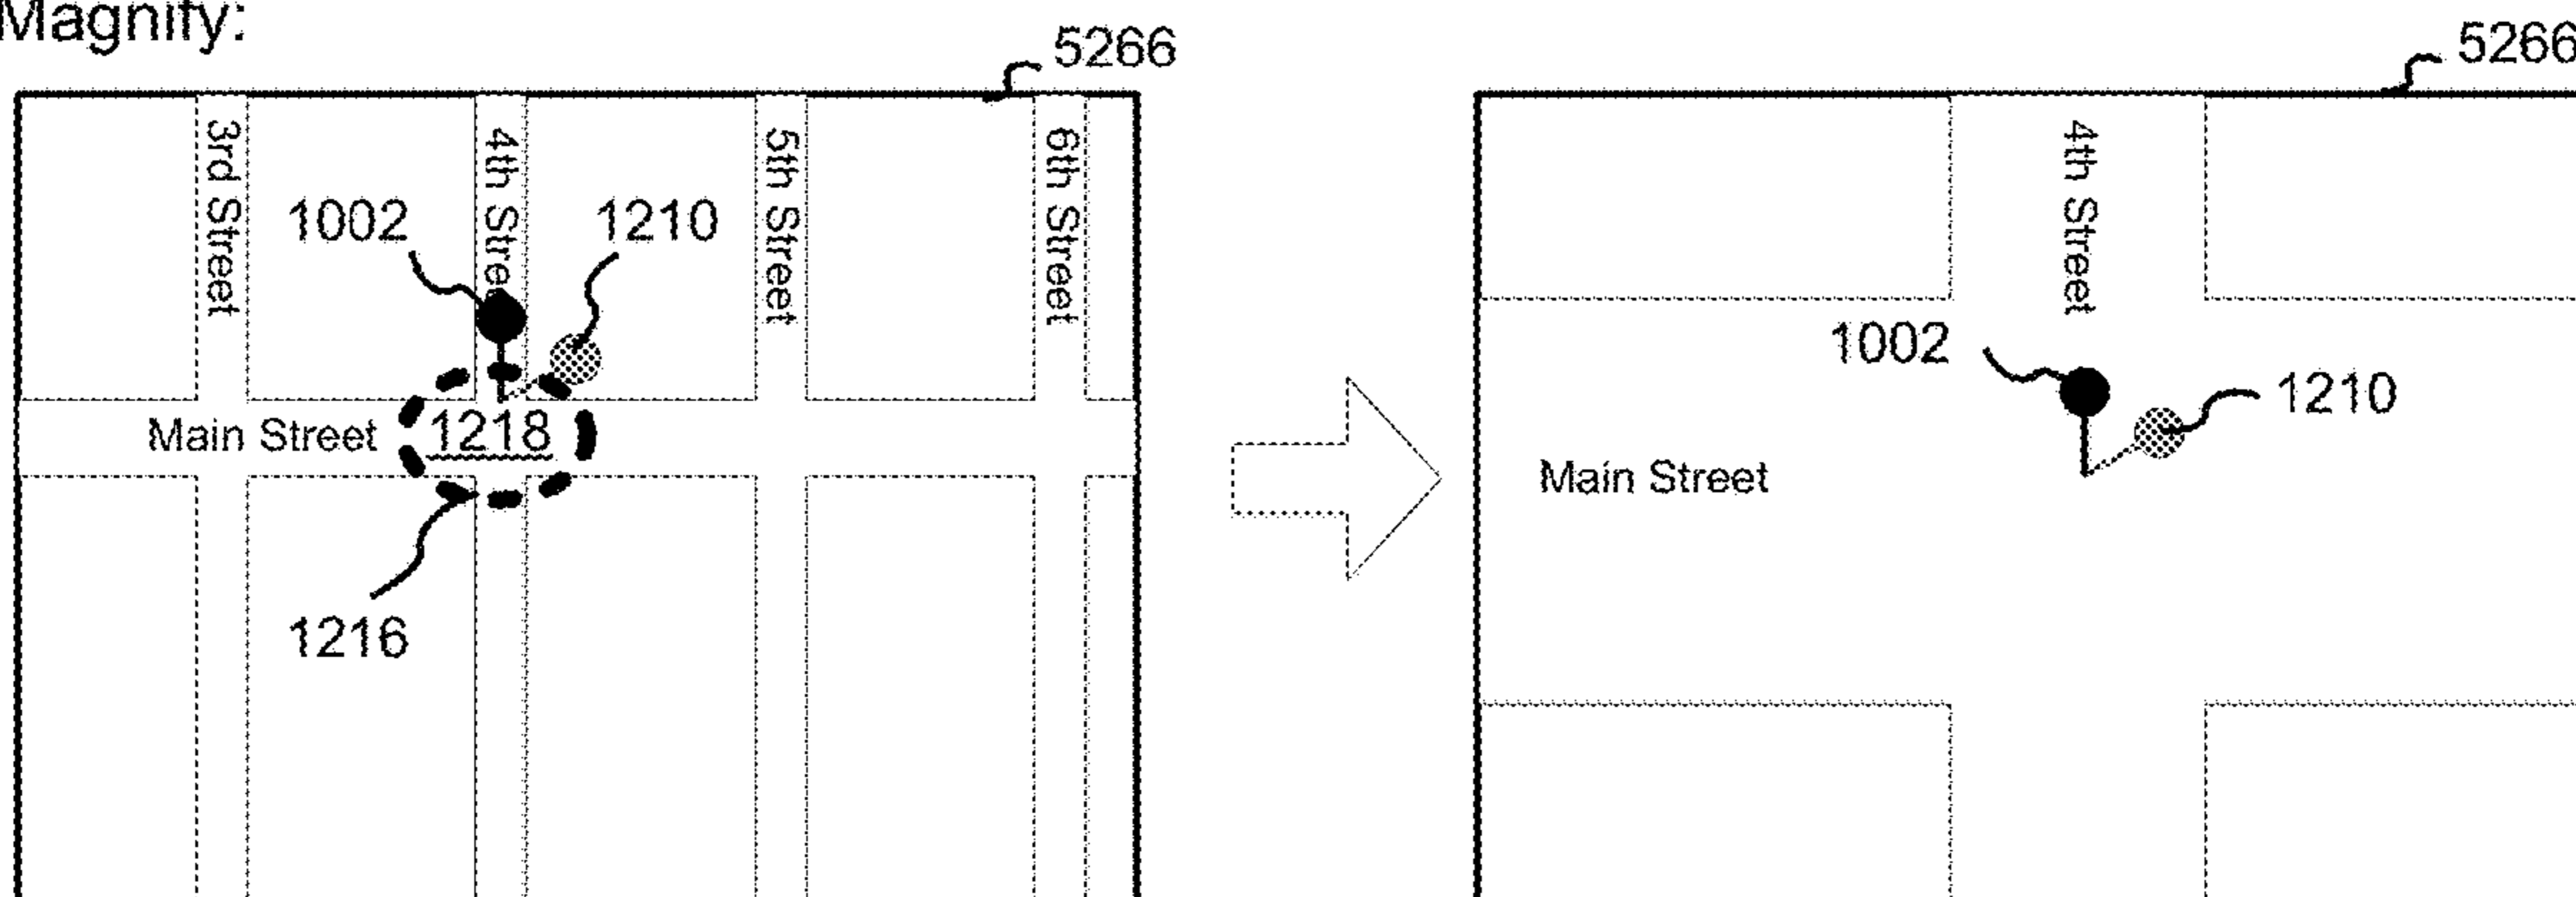 Magnify:
5266
5266
3rd Street
4th Stree
5th Street
6th Street
4th Street
1002
1210
1002
1210
Main Street
1218
Main Street
1216